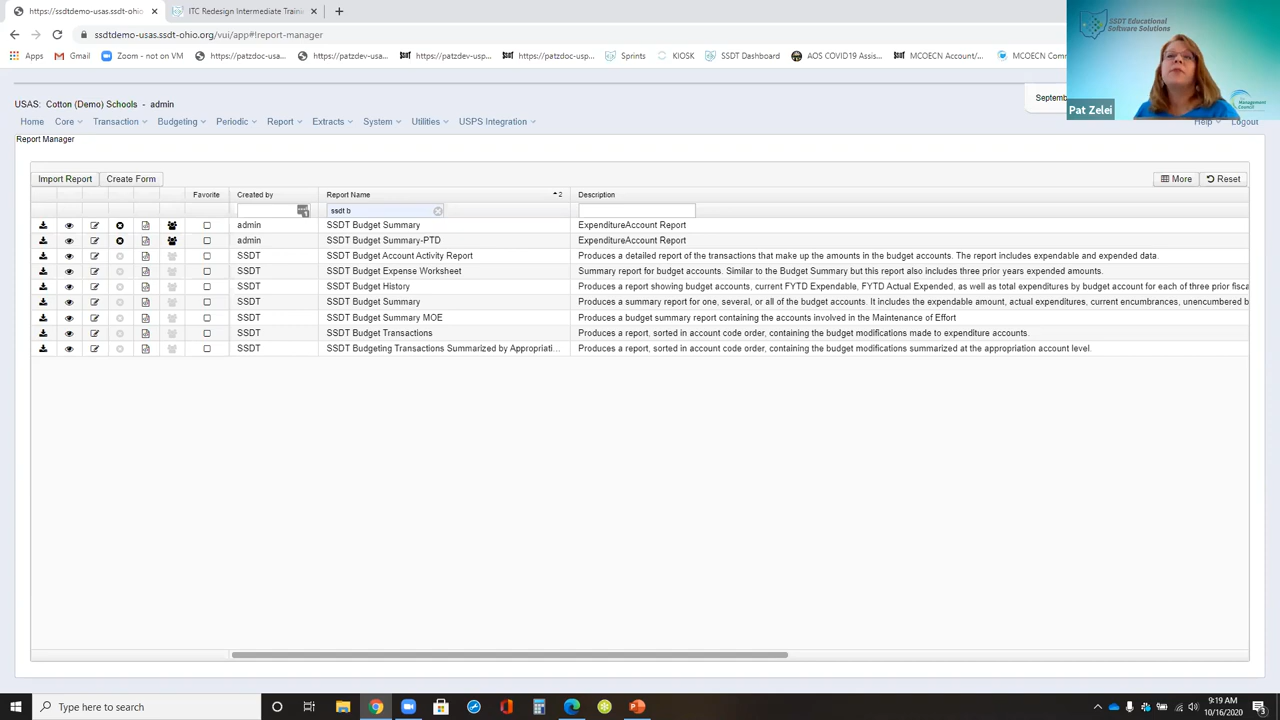 https://ssdtdemo-usas.ssdt-ohio
ITC Redesign Intermediate Traini
ssdtdemo-usas.ssdt-ohio.org/vui/app#!report-manager
Apps
Gmail
Zoom - not on VM
https://patzdoc-usa...
https://patzdev-usa...
https://patzdev-usp...
https://patzdoc-usp...
Sprints
KIOSK
SSDT Dashboard
AOS COVID19 Assis...
MCOECN Account/...
MCOECN
SSDT Educational
Software Solutions
Management
Council
Pat Zelei
USAS: Cotton (Demo) Schools - admin
Septemb
Home
Core
Transaction
Budgeting
Periodic
Report
Extracts
System
Utilities
USPS Integration
Help
Logout
Report Manager
Import Report
Create Form
More
Reset
Favorite
Created by
Report Name
2
Description
ssdt b
admin SSDT Budget Summary ExpenditureAccount Report
admin SSDT Budget Summary-PTD ExpenditureAccount Report
SSDT SSDT Budget Account Activity Report Produces a detailed report of the transactions that make up the amounts in the budget accounts. The report includes expendable and expended data.
SSDT SSDT Budget Expense Worksheet Summary report for budget accounts. Similar to the Budget Summary but this report also includes three prior years expended amounts.
SSDT SSDT Budget History Produces a report showing budget accounts, current FYTD Expendable, FYTD Actual Expended, as well as total expenditures by budget account for each of three prior fisca
SSDT SSDT Budget Summary Produces a summary report for one, several, or all of the budget accounts. It includes the expendable amount, actual expenditures, current encumbrances, unencumbered b
SSDT SSDT Budget Summary MOE Produces a budget summary report containing the accounts involved in the Maintenance of Effort
SSDT SSDT Budget Transactions Produces a report, sorted in account code order, containing the budget modifications made to expenditure accounts.
SSDT SSDT Budgeting Transactions Summarized by Appropriati... Produces a report, sorted in account code order, containing the budget modifications summarized at the appropriation account level.
Type here to search
9:19 AM
10/16/2020
3